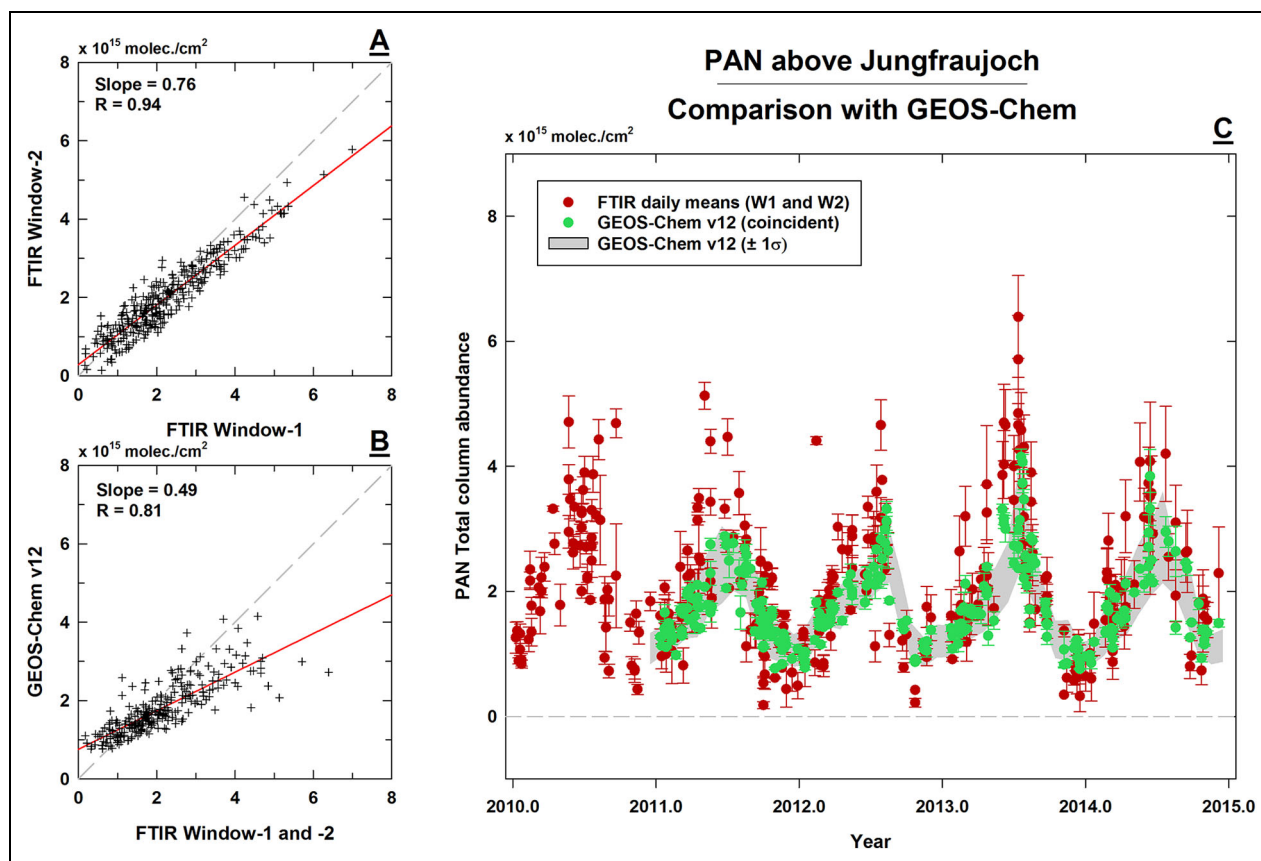 A
x 10¹⁵ molec./cm²
Slope = 0.76
R = 0.94
8
6
4
2
0
FTIR Window-2
0 2 4 6 8
FTIR Window-1
B
x 10¹⁵ molec./cm²
Slope = 0.49
R = 0.81
8
6
4
2
0
GEOS-Chem v12
0 2 4 6 8
FTIR Window-1 and -2
PAN above Jungfraujoch
Comparison with GEOS-Chem
x 10¹⁵ molec./cm²
C
FTIR daily means (W1 and W2)
GEOS-Chem v12 (coincident)
GEOS-Chem v12 (± 1σ)
8
6
4
2
0
PAN Total column abundance
2010.0 2011.0 2012.0 2013.0 2014.0 2015.0
Year